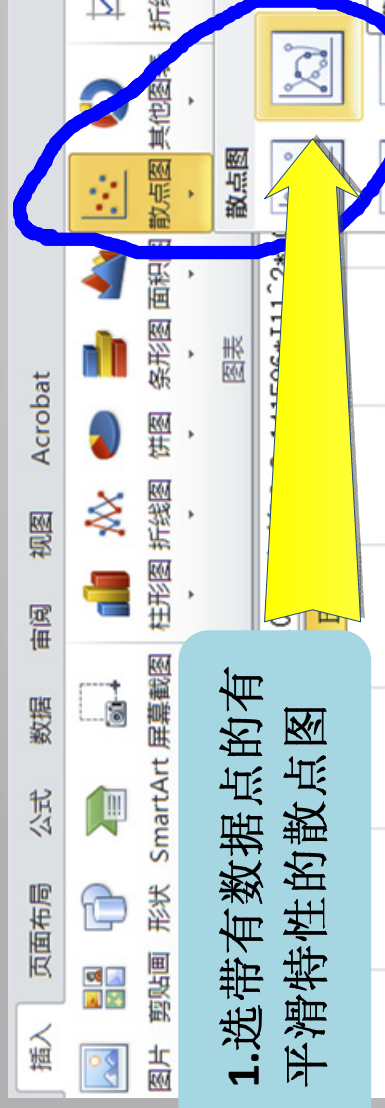 插入 页面布局 公式 数据 审阅 视图 Acrobat
图片 剪贴画 形状 SmartArt 屏幕截图 柱形图 折线图 饼图 条形图 面积图 散点图 其他图表
图表
散点图
1.选带有数据点的有
平滑特性的散点图